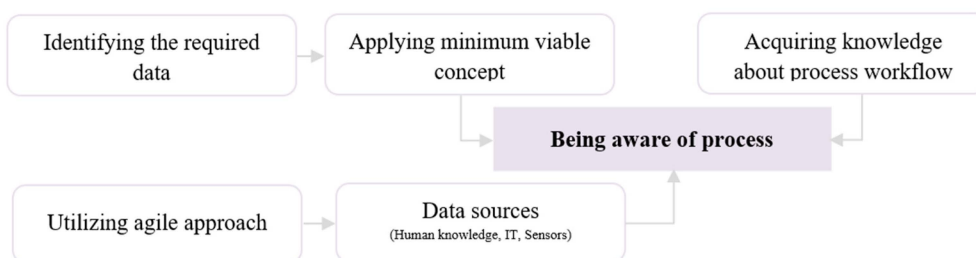 Identifying the required
data
Applying minimum viable
concept
Acquiring knowledge
about process workflow
Being aware of process
Utilizing agile approach
Data sources
(Human knowledge, IT, Sensors)